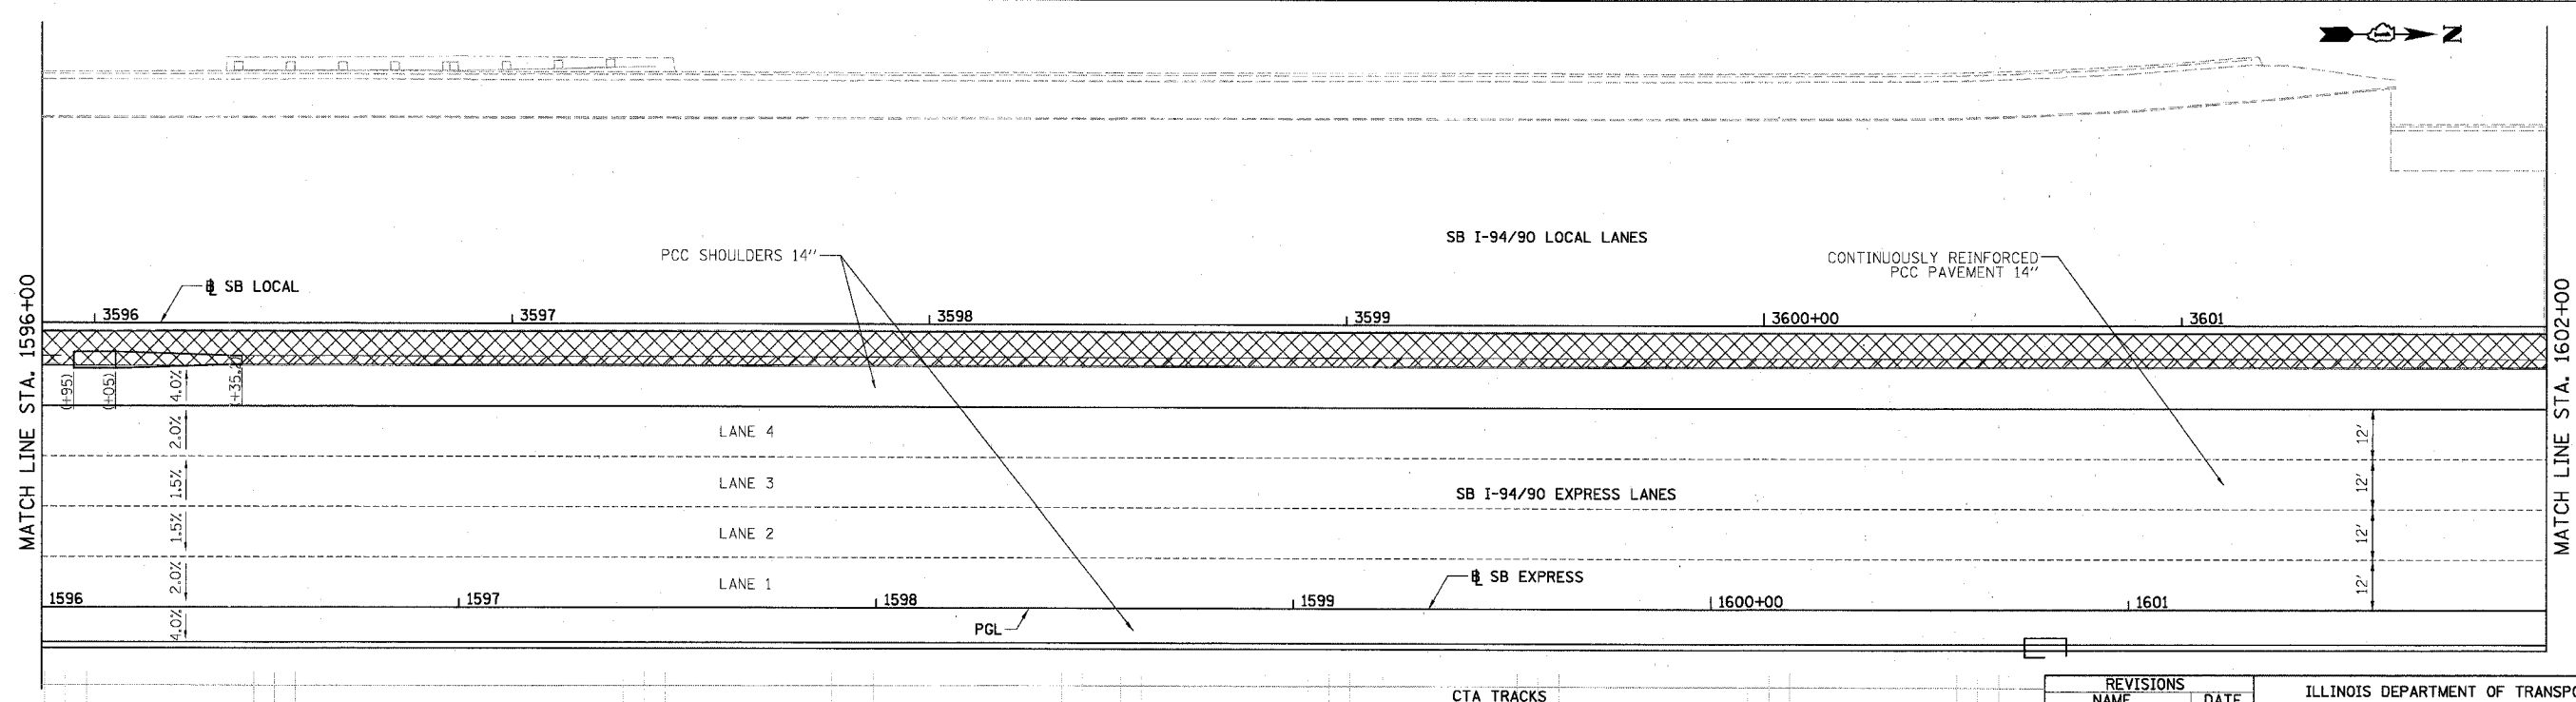 N
SB I-94/90 LOCAL LANES
PCC SHOULDERS 14"
CONTINUOUSLY REINFORCED
PCC PAVEMENT 14"
℄ SB LOCAL
MATCH LINE STA. 1596+00
MATCH LINE STA. 1602+00
3596
3597
3598
3599
3600+00
3601
(+95)
(+05)
4.0%
2.0%
LANE 4
12'
1.5%
LANE 3
SB I-94/90 EXPRESS LANES
12'
1.5%
LANE 2
12'
2.0%
LANE 1
℄ SB EXPRESS
12'
1596
1597
1598
1599
1600+00
1601
4.0%
PGL
CTA TRACKS
REVISIONS
NAME
DATE
ILLINOIS DEPARTMENT OF